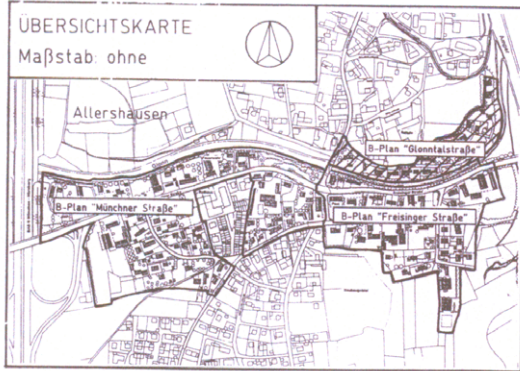 ÜBERSICHTSKARTE
Maßstab: ohne
Allershausen
B-Plan "Glonntalstraße"
B-Plan "Münchner Straße"
B-Plan "Freisinger Straße"